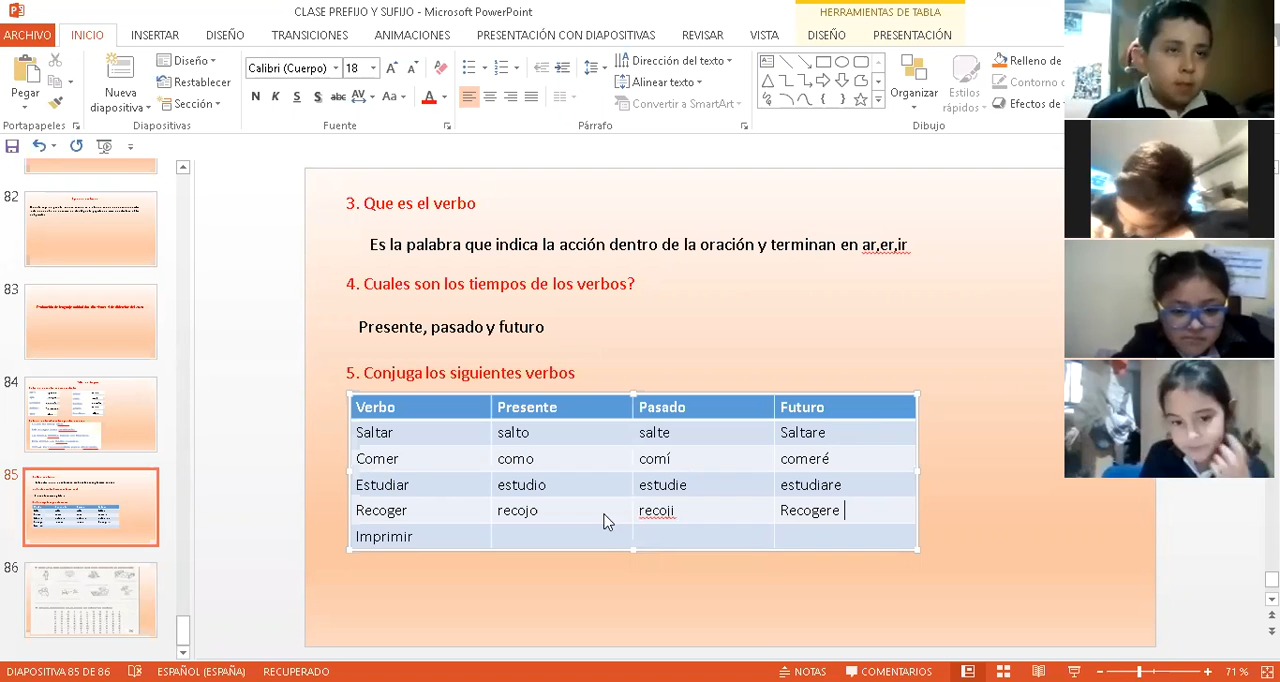 CLASE PREFIJO Y SUFIJO - Microsoft PowerPoint
HERRAMIENTAS DE TABLA
ARCHIVO INICIO INSERTAR DISEÑO TRANSICIONES ANIMACIONES PRESENTACIÓN CON DIAPOSITIVAS REVISAR VISTA DISEÑO PRESENTACIÓN
Pegar
Nueva diapositiva
Diseño
Restablecer
Sección
Calibri (Cuerpo) 18
N K S S abc AV Aa A
Dirección del texto
Alinear texto
Convertir a SmartArt
Organizar
Estilos rápidos
Relleno de
Contorno
Efectos de
Portapapeles Diapositivas Fuente Párrafo Dibujo
82
83
84
85
86
3. Que es el verbo
Es la palabra que indica la acción dentro de la oración y terminan en ar,er,ir
4. Cuales son los tiempos de los verbos?
Presente, pasado y futuro
5. Conjuga los siguientes verbos
Verbo Presente Pasado Futuro
Saltar salto salte Saltare
Comer como comí comeré
Estudiar estudio estudie estudiare
Recoger recojo recoji Recogere
Imprimir
DIAPOSITIVA 85 DE 86 ESPAÑOL (ESPAÑA) RECUPERADO NOTAS COMENTARIOS 71 %